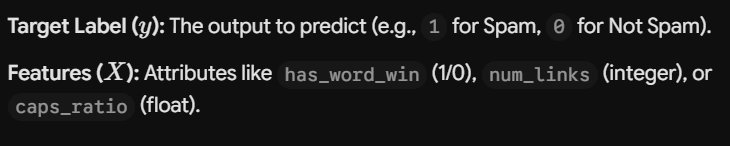 Target Label (y): The output to predict (e.g., 1 for Spam, 0 for Not Spam).
Features (X): Attributes like has_word_win (1/0), num_links (integer), or
caps_ratio (float).